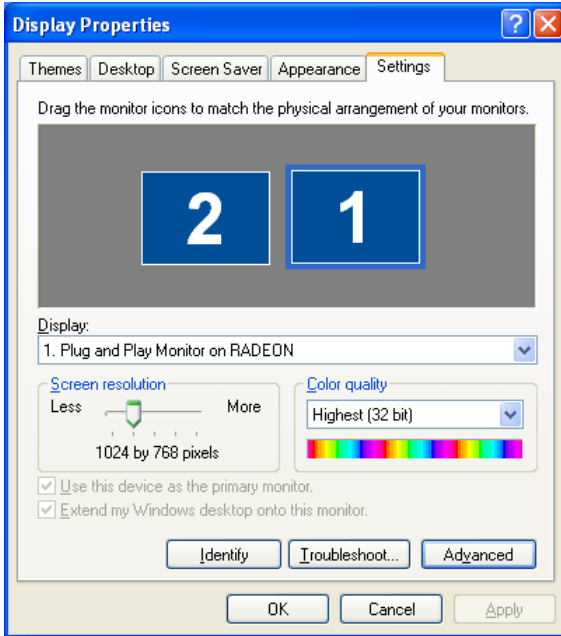 Display Properties
Themes Desktop Screen Saver Appearance Settings
Drag the monitor icons to match the physical arrangement of your monitors.
2 1
Display:
1. Plug and Play Monitor on RADEON
Screen resolution
Less More
1024 by 768 pixels
Color quality
Highest (32 bit)
Use this device as the primary monitor.
Extend my Windows desktop onto this monitor.
Identify Troubleshoot... Advanced
OK Cancel Apply